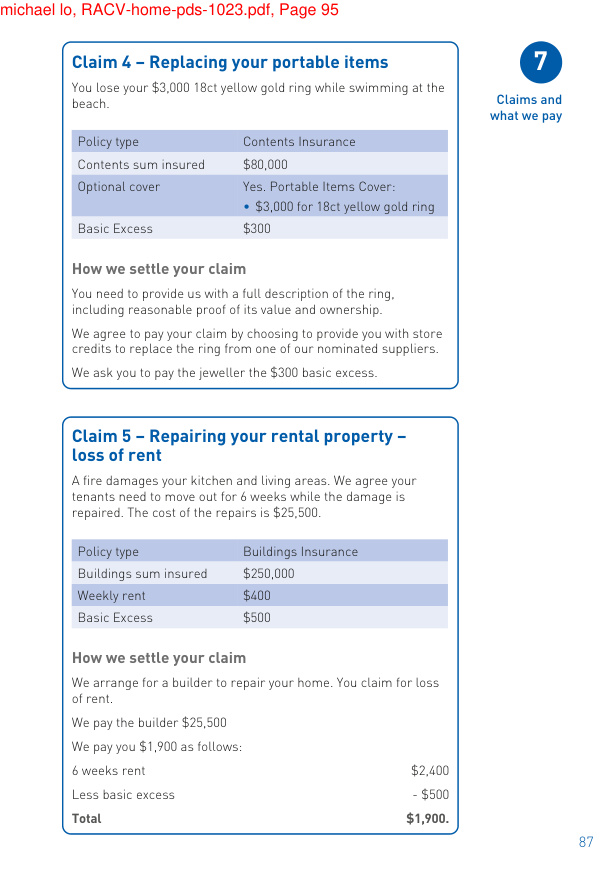 michael lo, RACV-home-pds-1023.pdf, Page 95
Claim 4 – Replacing your portable items
You lose your $3,000 18ct yellow gold ring while swimming at the
beach.
Policy type Contents Insurance
Contents sum insured $80,000
Optional cover Yes. Portable Items Cover:
• $3,000 for 18ct yellow gold ring
Basic Excess $300
How we settle your claim
You need to provide us with a full description of the ring,
including reasonable proof of its value and ownership.
We agree to pay your claim by choosing to provide you with store
credits to replace the ring from one of our nominated suppliers.
We ask you to pay the jeweller the $300 basic excess.
7
Claims and
what we pay
Claim 5 – Repairing your rental property –
loss of rent
A fire damages your kitchen and living areas. We agree your
tenants need to move out for 6 weeks while the damage is
repaired. The cost of the repairs is $25,500.
Policy type Buildings Insurance
Buildings sum insured $250,000
Weekly rent $400
Basic Excess $500
How we settle your claim
We arrange for a builder to repair your home. You claim for loss
of rent.
We pay the builder $25,500
We pay you $1,900 as follows:
6 weeks rent $2,400
Less basic excess - $500
Total $1,900.
87